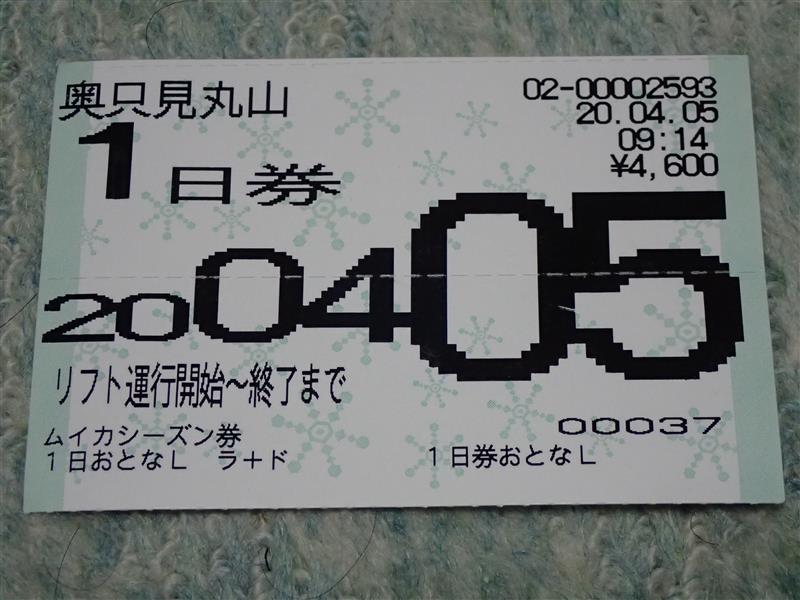 奥只見丸山
02-00002593
20.04.05
09:14
¥4,600
1日券
200405
リフト運行開始～終了まで
00037
ムイカシーズン券
1日おとなL ラ+ド
1日券おとなL